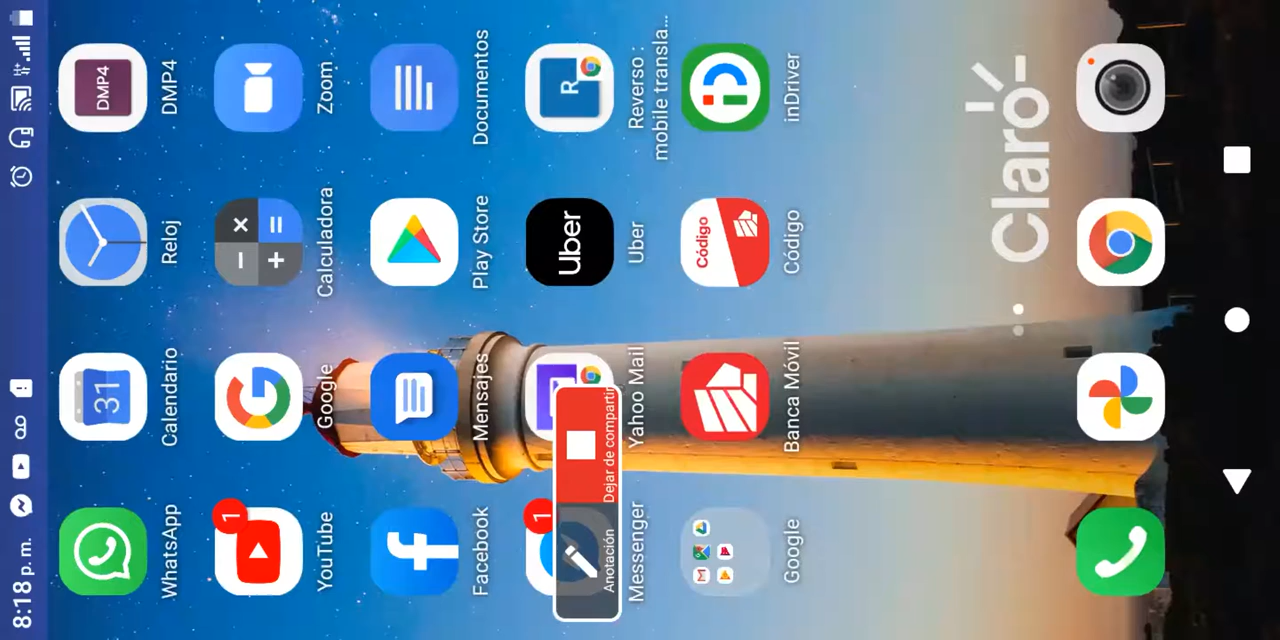 8:18 p. m.
WhatsApp
31
Calendario
Reloj
DMP4
DMP4
1
YouTube
Google
Calculadora
Zoom
Facebook
Mensajes
Play Store
Documentos
1
Messenger
Yahoo Mail
Uber
Uber
R
Reverso :
mobile transla...
Anotación
Dejar de compartir
Google
Banca Móvil
Código
Código
inDriver
Claro-